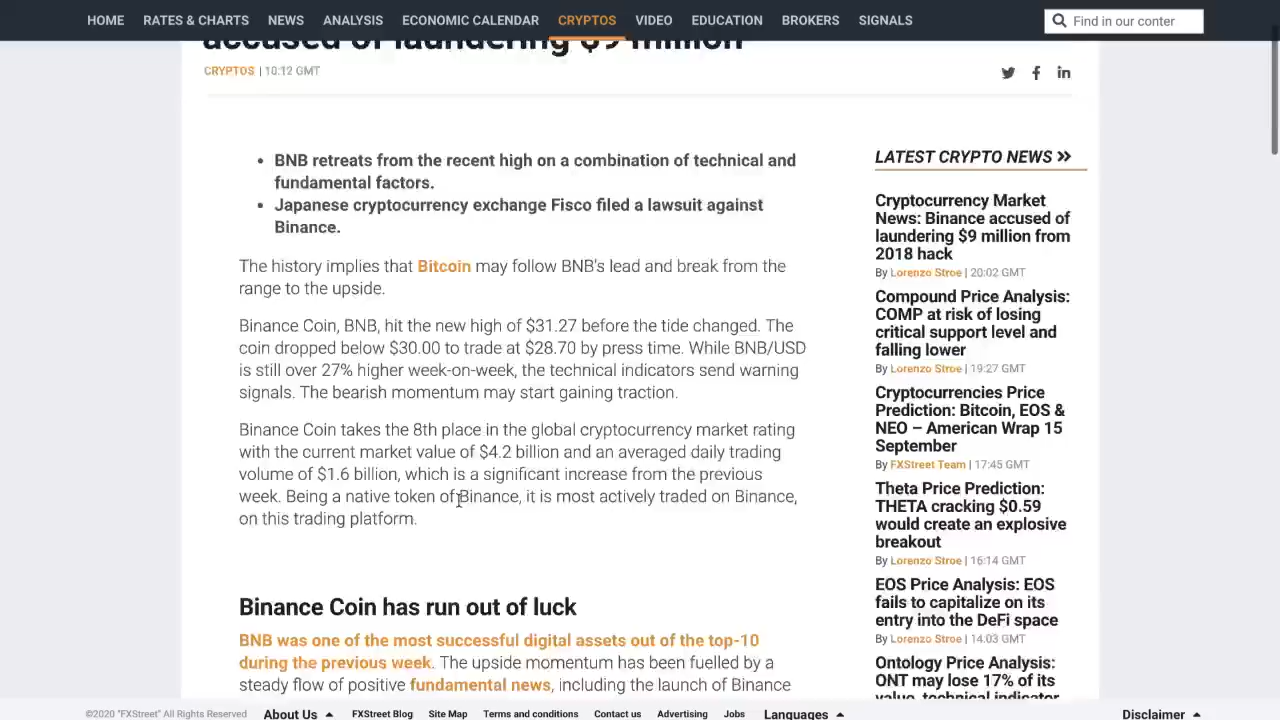 HOME RATES & CHARTS NEWS ANALYSIS ECONOMIC CALENDAR CRYPTOS VIDEO EDUCATION BROKERS SIGNALS Find in our conter
accused of laundering $9 million
CRYPTOS | 10:12 GMT
• BNB retreats from the recent high on a combination of technical and
fundamental factors.
• Japanese cryptocurrency exchange Fisco filed a lawsuit against
Binance.
The history implies that Bitcoin may follow BNB's lead and break from the
range to the upside.
Binance Coin, BNB, hit the new high of $31.27 before the tide changed. The
coin dropped below $30.00 to trade at $28.70 by press time. While BNB/USD
is still over 27% higher week-on-week, the technical indicators send warning
signals. The bearish momentum may start gaining traction.
Binance Coin takes the 8th place in the global cryptocurrency market rating
with the current market value of $4.2 billion and an averaged daily trading
volume of $1.6 billion, which is a significant increase from the previous
week. Being a native token of Binance, it is most actively traded on Binance,
on this trading platform.
Binance Coin has run out of luck
BNB was one of the most successful digital assets out of the top-10
during the previous week. The upside momentum has been fuelled by a
steady flow of positive fundamental news, including the launch of Binance
LATEST CRYPTO NEWS >>
Cryptocurrency Market
News: Binance accused of
laundering $9 million from
2018 hack
By Lorenzo Stroe | 20:02 GMT
Compound Price Analysis:
COMP at risk of losing
critical support level and
falling lower
By Lorenzo Stroe | 19:27 GMT
Cryptocurrencies Price
Prediction: Bitcoin, EOS &
NEO – American Wrap 15
September
By FXStreet Team | 17:45 GMT
Theta Price Prediction:
THETA cracking $0.59
would create an explosive
breakout
By Lorenzo Stroe | 16:14 GMT
EOS Price Analysis: EOS
fails to capitalize on its
entry into the DeFi space
By Lorenzo Stroe | 14:03 GMT
Ontology Price Analysis:
ONT may lose 17% of its
value, technical indicator
©2020 "FXStreet" All Rights Reserved About Us FXStreet Blog Site Map Terms and conditions Contact us Advertising Jobs Languages Disclaimer